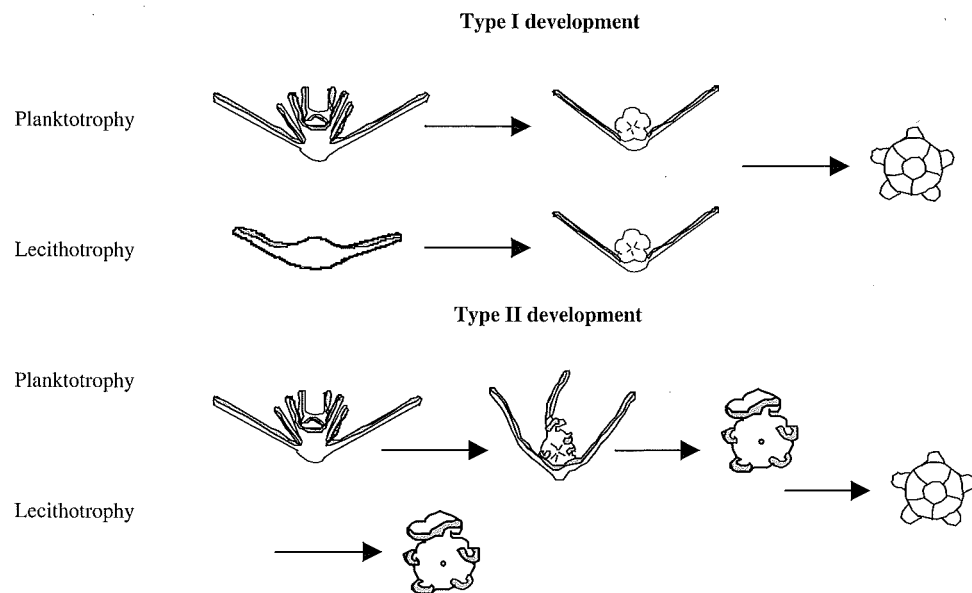 Type I development
Planktotrophy
Lecithotrophy
Type II development
Planktotrophy
Lecithotrophy